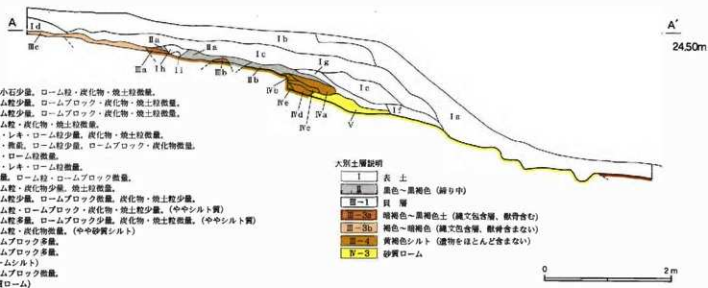 A
A´
24.50m
Id
Ib
Ⅲc
Ⅱa
Ⅱa
Ic
Ⅲa
Ih
Ii
Ⅲb
Ⅱb
Ig
Ic
Ia
Ⅳb
Ⅳe
Ⅳd
Ⅳc
Ⅳa
If
Ⅴ
小石少量。ローム粒・炭化物・焼土粒微量。
ム粒少量。ロームブロック・炭化物・焼土粒微量。
ム粒少量。ロームブロック・炭化物・焼土粒微量。
ム粒・炭化物・焼土粒微量。
・レキ・ローム粒少量。炭化物・焼土粒微量。
ローム粒少量。ロームブロック・炭化物微量。
・ローム粒微量。
・レキ・ローム粒微量。
量。ローム粒・ロームブロック微量。
ム粒・炭化物少量。焼土粒微量。
ム粒少量。ロームブロック微量。炭化物・焼土粒少量。
ム粒・ロームブロック・炭化物・焼土粒少量。（ややシルト質）
ム粒多量。ロームブロック少量。炭化物・焼土粒微量。（ややシルト質）
ム粒・炭化物微量。（やや砂質シルト）
ムブロック多量。
ムブロック多量。
ームシルト）
ムブロック微量。
質ローム）
大別土層説明
Ⅰ 表土
Ⅱ 黒色～黒褐色（締り中）
Ⅲ-1 貝層
Ⅲ-3a 暗褐色～黒褐色土（縄文包含層、獣骨含む）
Ⅲ-3b 褐色～暗褐色（縄文包含層、獣骨含まない）
Ⅲ-4 黄褐色シルト（遺物をほとんど含まない）
Ⅳ-3 砂質ローム
0 2m